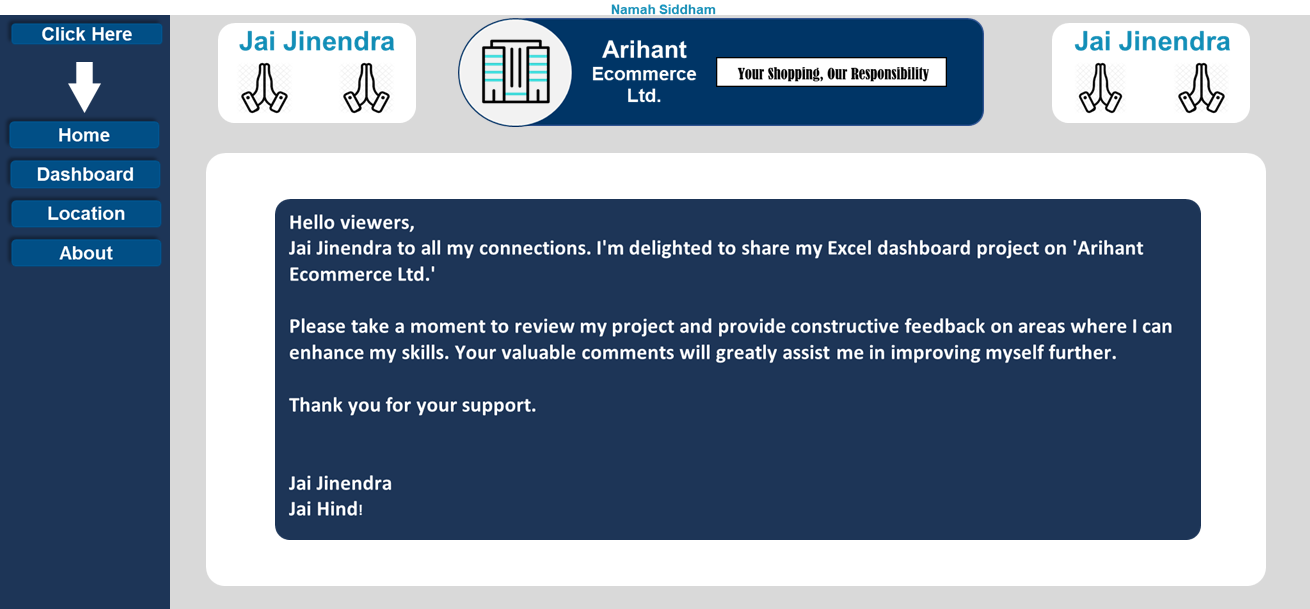 Namah Siddham
Click Here
Home
Dashboard
Location
About
Jai Jinendra
Arihant
Ecommerce
Ltd.
Your Shopping, Our Responsibility
Jai Jinendra
Hello viewers,
Jai Jinendra to all my connections. I'm delighted to share my Excel dashboard project on 'Arihant
Ecommerce Ltd.'
Please take a moment to review my project and provide constructive feedback on areas where I can
enhance my skills. Your valuable comments will greatly assist me in improving myself further.
Thank you for your support.
Jai Jinendra
Jai Hind!